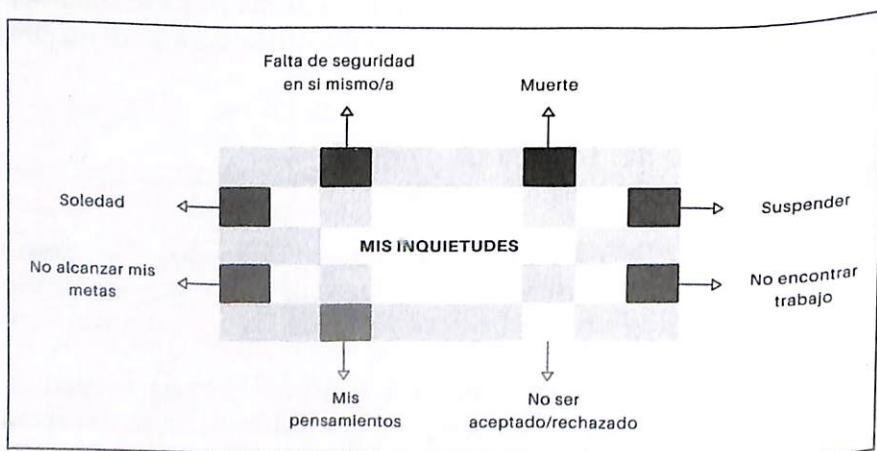 Falta de seguridad
en si mismo/a
Muerte
Soledad
Suspender
MIS INQUIETUDES
No alcanzar mis
metas
No encontrar
trabajo
Mis
pensamientos
No ser
aceptado/rechazado